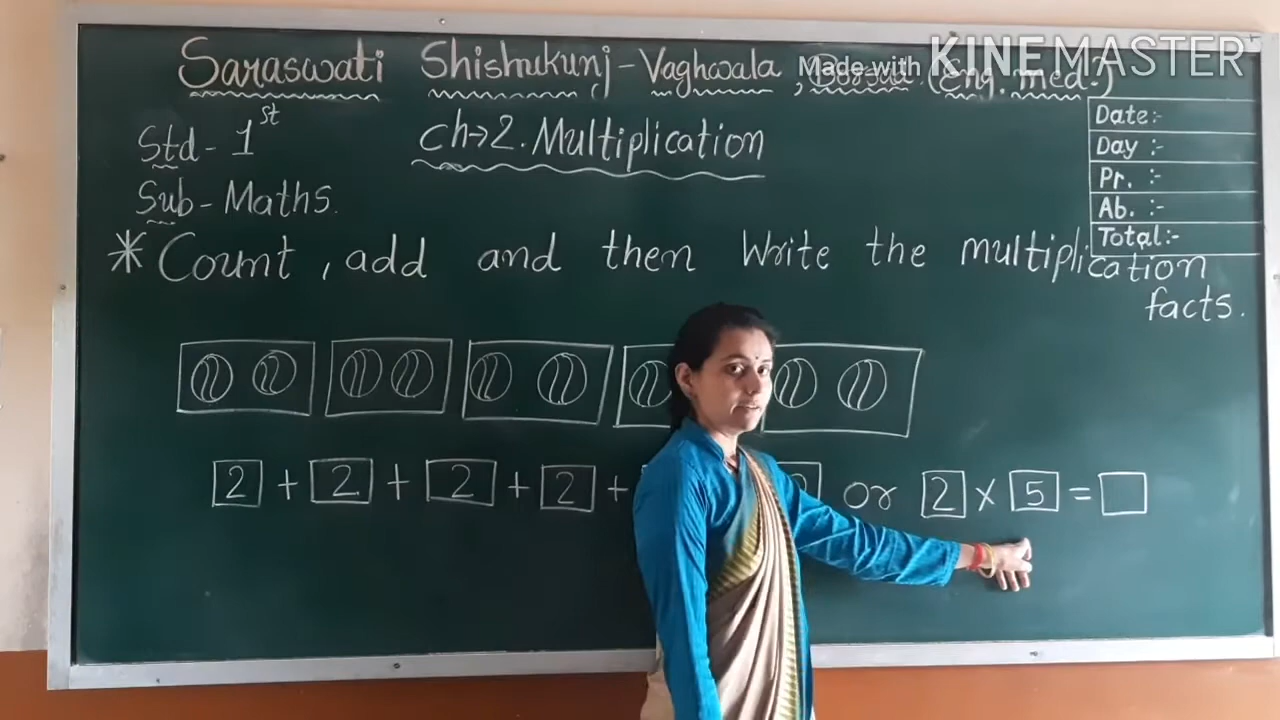 Saraswati Shishukunj - Vaghwala, (Eng. med.)
Made with KINEMASTER
Date:-
Day :-
Pr. :-
Ab. :-
Total:-
Std - 1st
Ch→2. Multiplication
Sub - Maths.
* Count, add and then Write the multiplication
facts.
2 + 2 + 2 + 2 + or 2 x 5 =